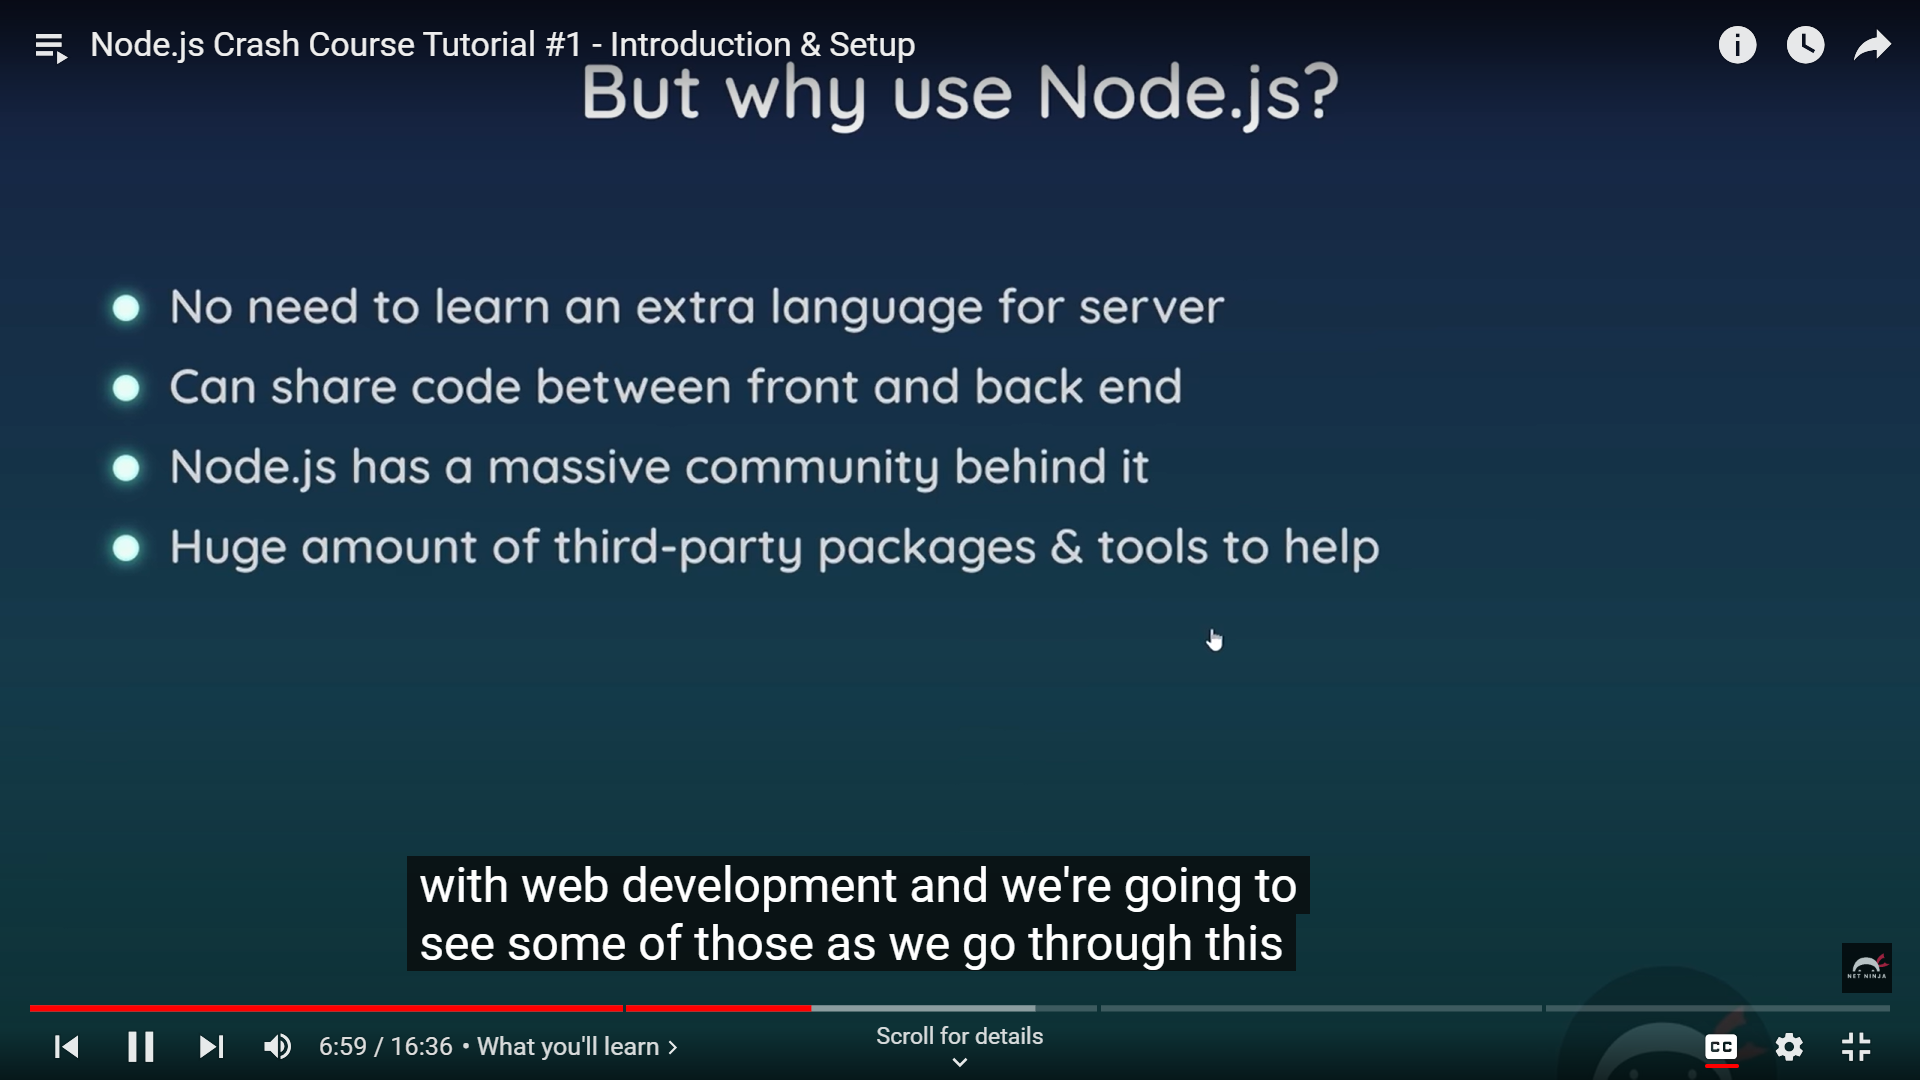 Node.js Crash Course Tutorial #1 - Introduction & Setup
But why use Node.js?
No need to learn an extra language for server
Can share code between front and back end
Node.js has a massive community behind it
Huge amount of third-party packages & tools to help
with web development and we're going to
see some of those as we go through this
NET NINJA
6:59 / 16:36 • What you'll learn >
Scroll for details
CC